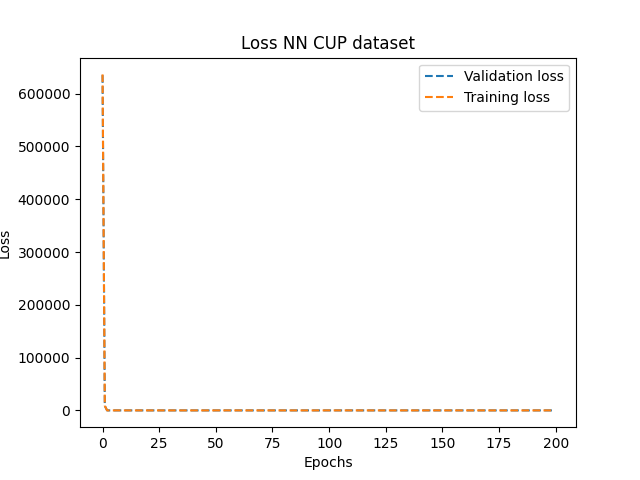 Loss NN CUP dataset
Validation loss
Training loss
600000
500000
400000
300000
200000
100000
0
Loss
0 25 50 75 100 125 150 175 200
Epochs